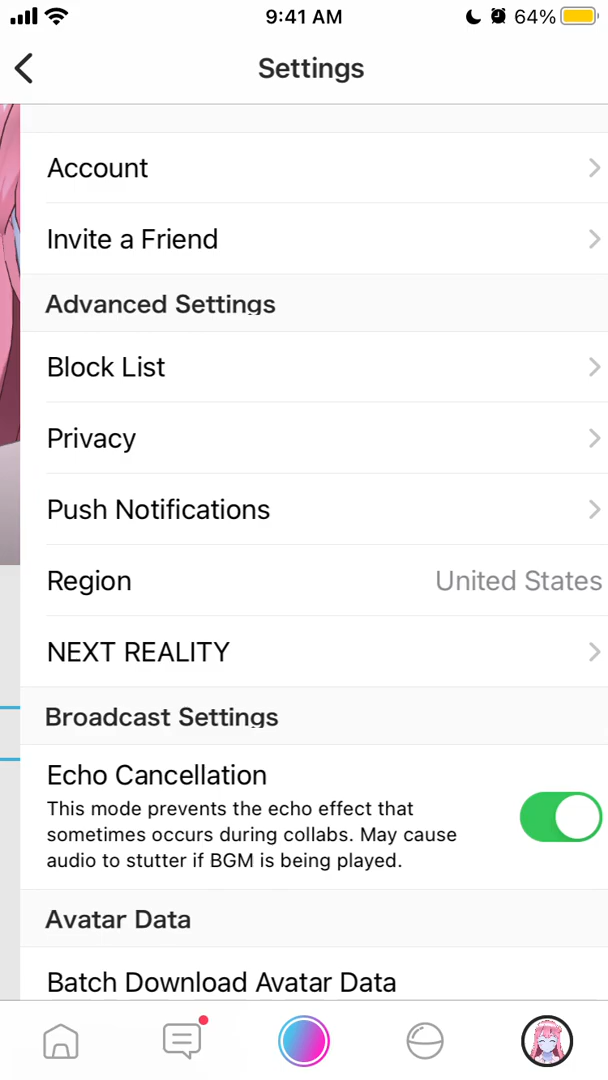 9:41 AM
64%
Settings
Account
Invite a Friend
Advanced Settings
Block List
Privacy
Push Notifications
Region
United States
NEXT REALITY
Broadcast Settings
Echo Cancellation
This mode prevents the echo effect that
sometimes occurs during collabs. May cause
audio to stutter if BGM is being played.
Avatar Data
Batch Download Avatar Data